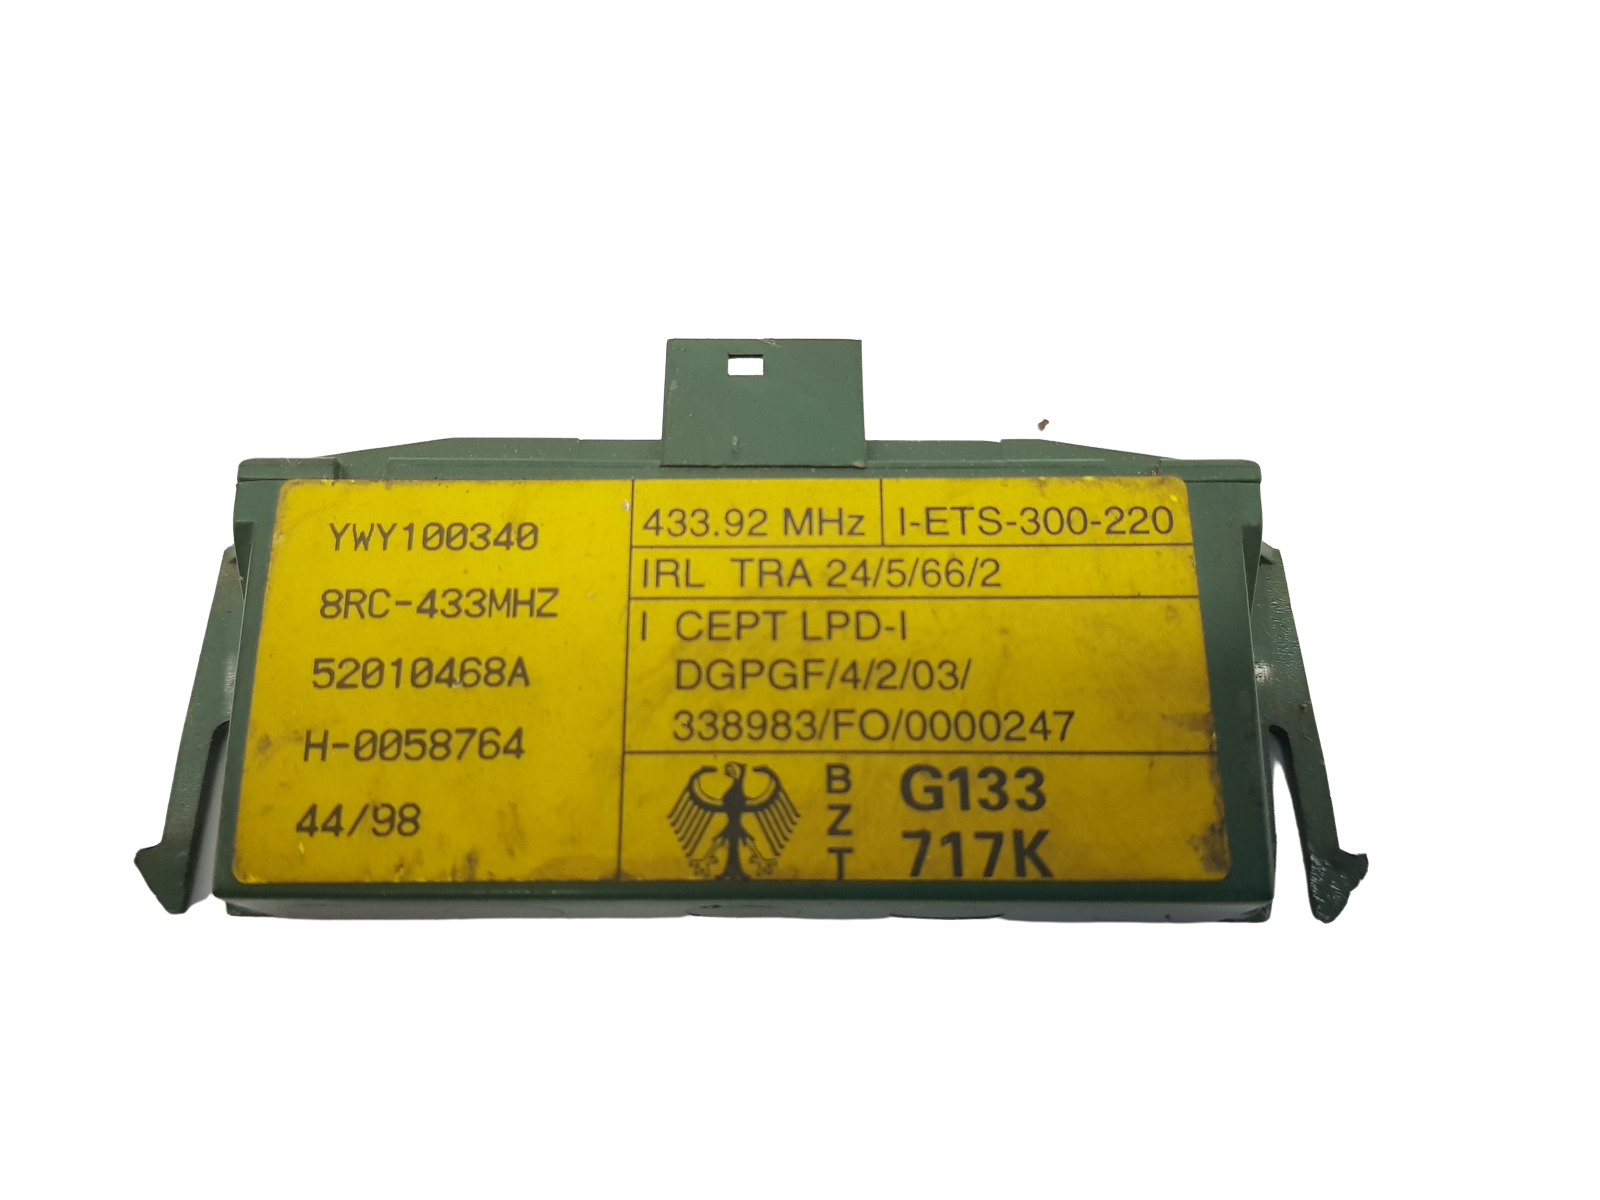 YWY100340
8RC-433MHZ
52010468A
H-0058764
44/98
433.92 MHz I-ETS-300-220
IRL TRA 24/5/66/2
I CEPT LPD-I
DGPGF/4/2/03/
338983/FO/0000247
BZT
G133
717K